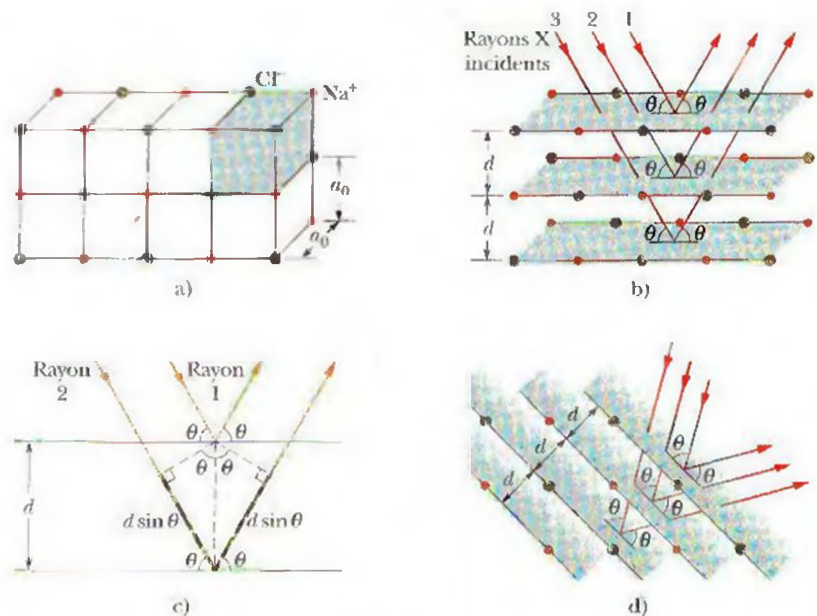 Cl⁻
Na⁺
a₀
a₀
a)
3 2 1
Rayons X
incidents
θ θ
d
θ θ
d
θ θ
b)
Rayon
2
Rayon
1
θ θ
θ θ
d
d sin θ
d sin θ
θ θ
c)
d
d
d
θ
θ
θ
θ
θ
θ
d)